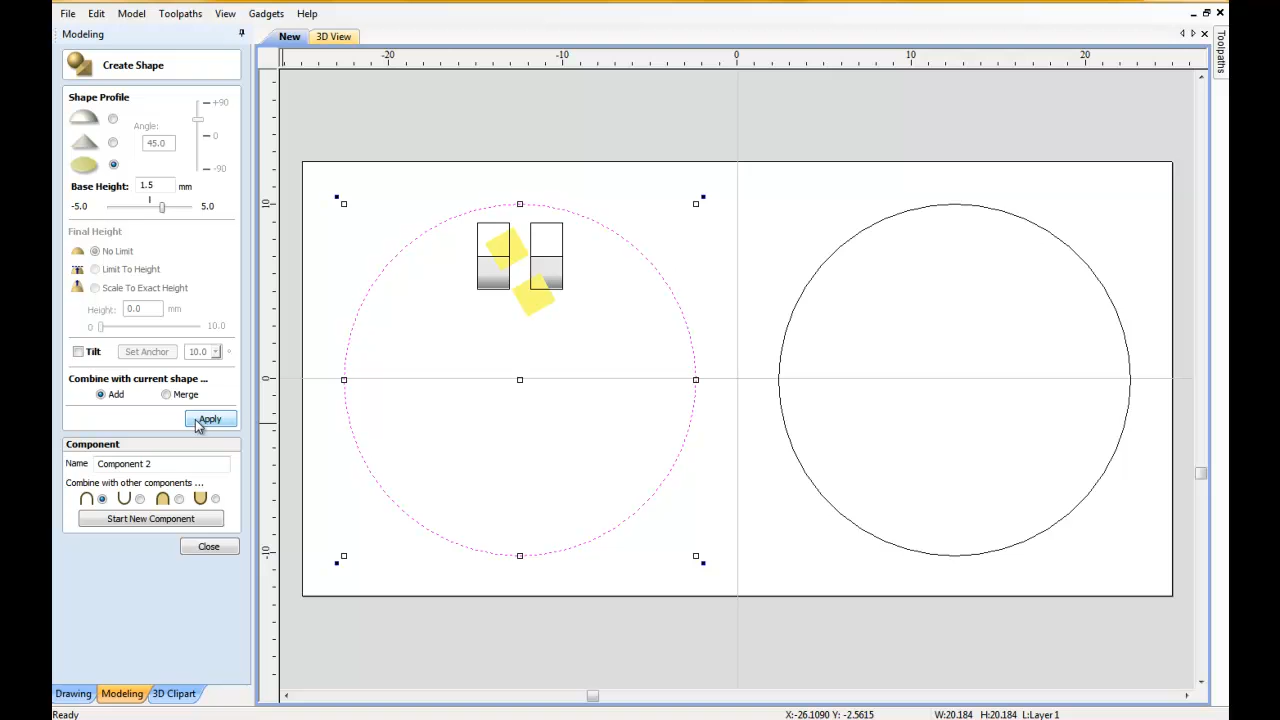 File Edit Model Toolpaths View Gadgets Help
Modeling
New 3D View
Toolpaths
Create Shape
-20 -10 0 10 20
Shape Profile
+90
Angle:
45.0
0
-90
Base Height: 1.5 mm
-5.0 5.0
Final Height
No Limit
Limit To Height
Scale To Exact Height
Height: 0.0 mm
0 10.0
Tilt Set Anchor 10.0 °
Combine with current shape ...
Add Merge
Apply
Component
Name Component 2
Combine with other components ...
Start New Component
Close
10
0
-10
Drawing Modeling 3D Clipart
Ready X:-26.1090 Y: -2.5615 W:20.184 H:20.184 L:Layer 1